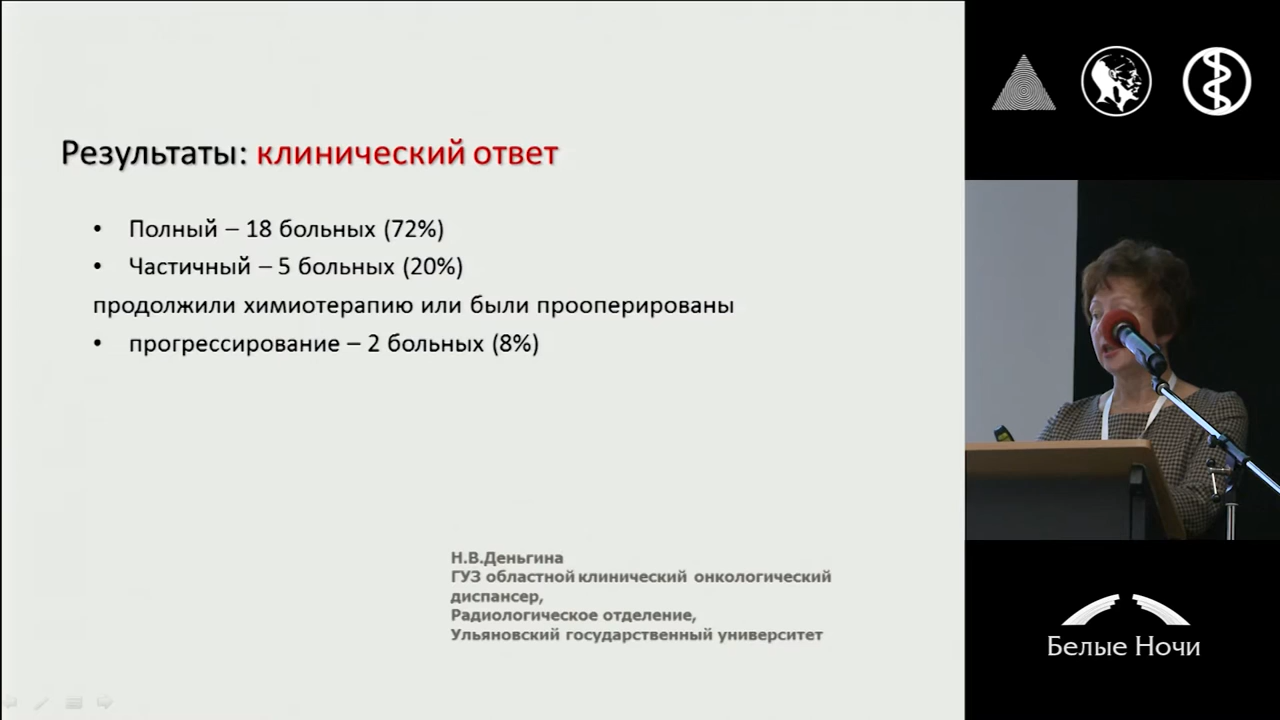 Результаты: клинический ответ
• Полный – 18 больных (72%)
• Частичный – 5 больных (20%)
продолжили химиотерапию или были прооперированы
• прогрессирование – 2 больных (8%)
Н.В.Деньгина
ГУЗ областной клинический онкологический
диспансер,
Радиологическое отделение,
Ульяновский государственный университет
Белые Ночи